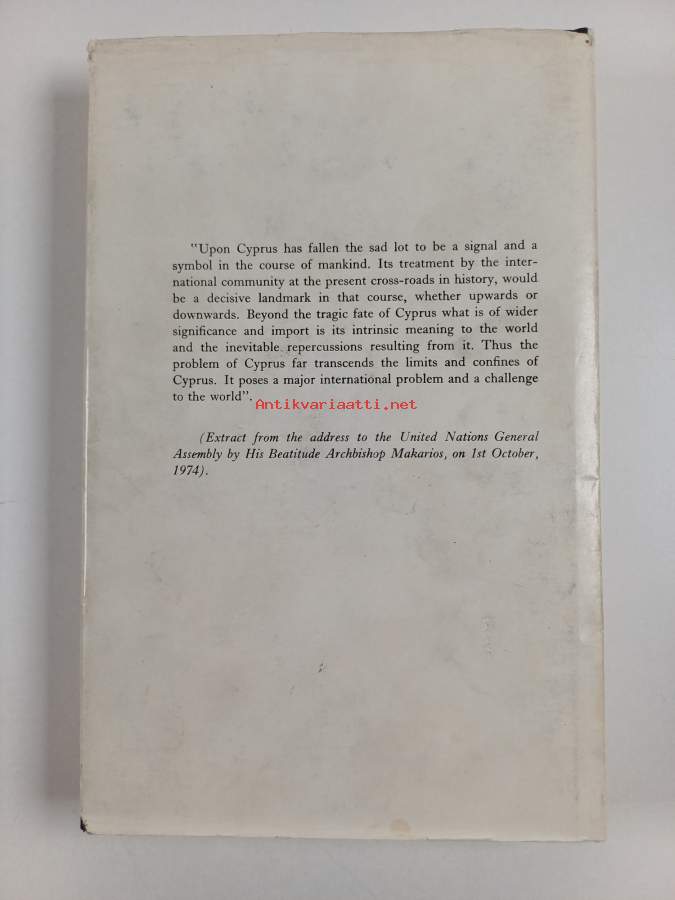 "Upon Cyprus has fallen the sad lot to be a signal and a
symbol in the course of mankind. Its treatment by the inter-
national community at the present cross-roads in history, would
be a decisive landmark in that course, whether upwards or
downwards. Beyond the tragic fate of Cyprus what is of wider
significance and import is its intrinsic meaning to the world
and the inevitable repercussions resulting from it. Thus the
problem of Cyprus far transcends the limits and confines of
Cyprus. It poses a major international problem and a challenge
to the world".
Antikvariaatti.net
(Extract from the address to the United Nations General
Assembly by His Beatitude Archbishop Makarios, on 1st October,
1974).